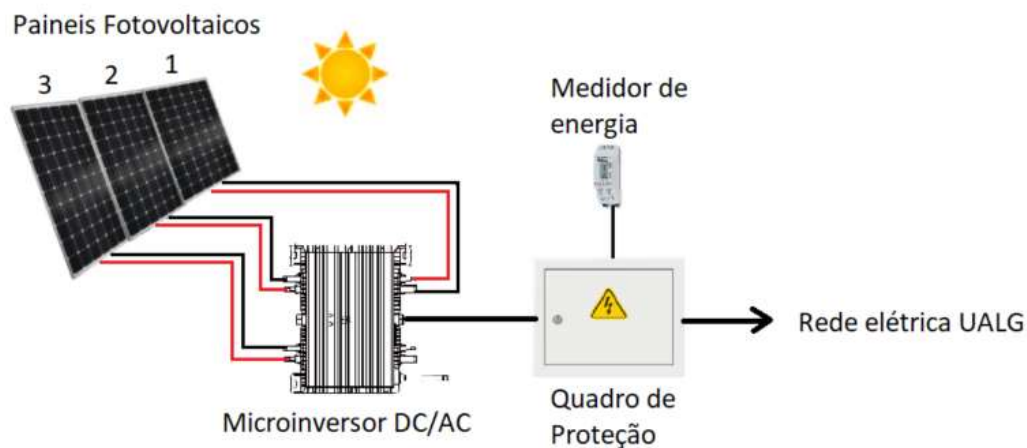 Paineis Fotovoltaicos
3 2 1
Medidor de
energia
Rede elétrica UALG
Microinversor DC/AC
Quadro de
Proteção